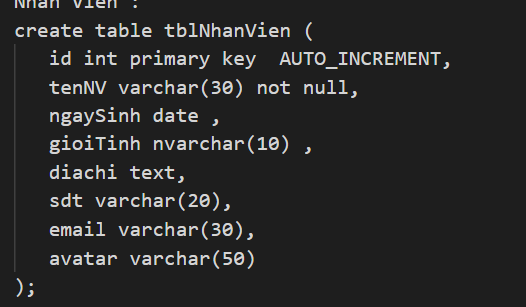 Nhan Vien :
create table tblNhanVien (
id int primary key  AUTO_INCREMENT,
tenNV varchar(30) not null,
ngaySinh date ,
gioiTinh nvarchar(10) ,
diachi text,
sdt varchar(20),
email varchar(30),
avatar varchar(50)
);